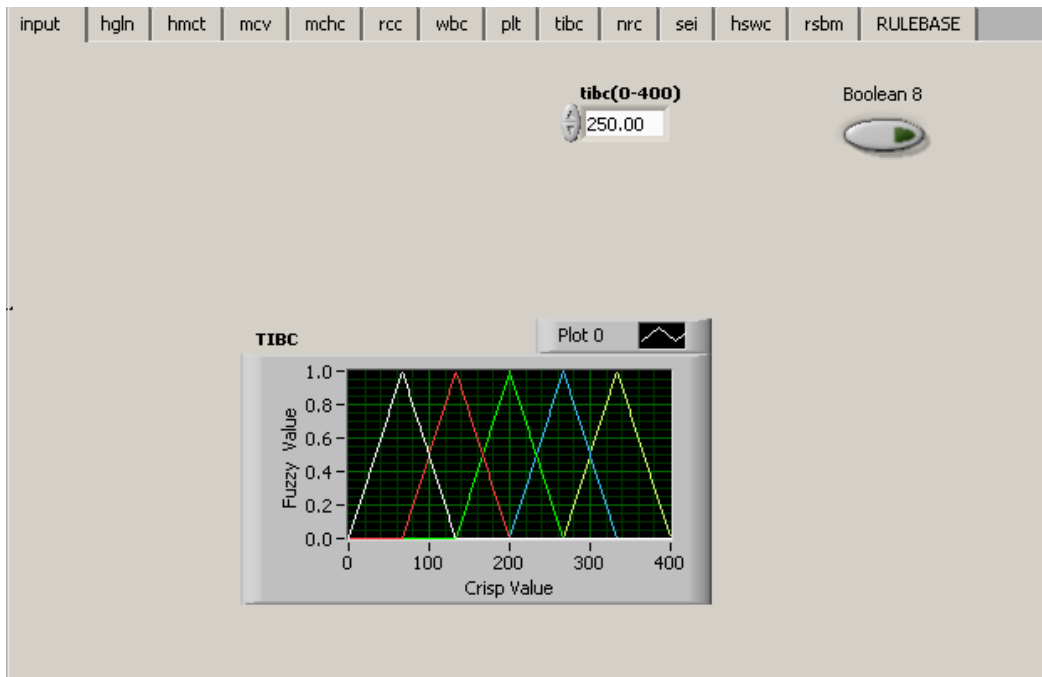 input hgln hmct mcv mchc rcc wbc plt tibc nrc sei hswc rsbm RULEBASE
tibc(0-400)
Boolean 8
250.00
TIBC
Plot 0
1.0
0.8
0.6
0.4
0.2
0.0
Fuzzy Value
0 100 200 300 400
Crisp Value